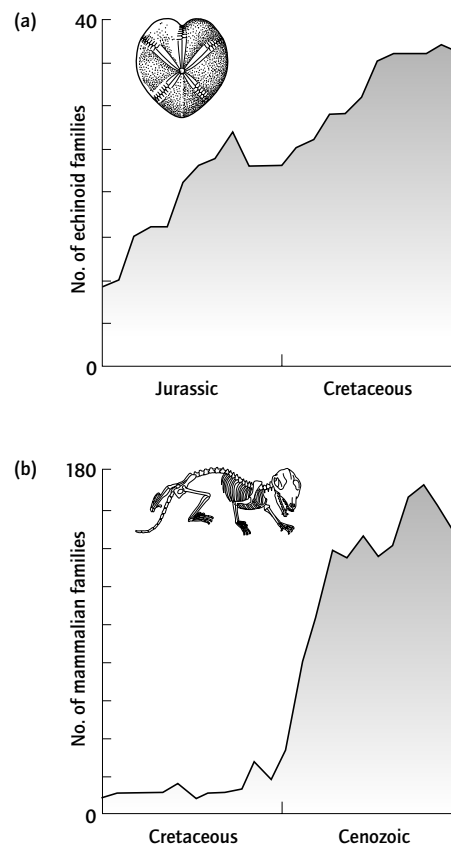 (a)
40
No. of echinoid families
0
Jurassic Cretaceous
(b)
180
No. of mammalian families
0
Cretaceous Cenozoic